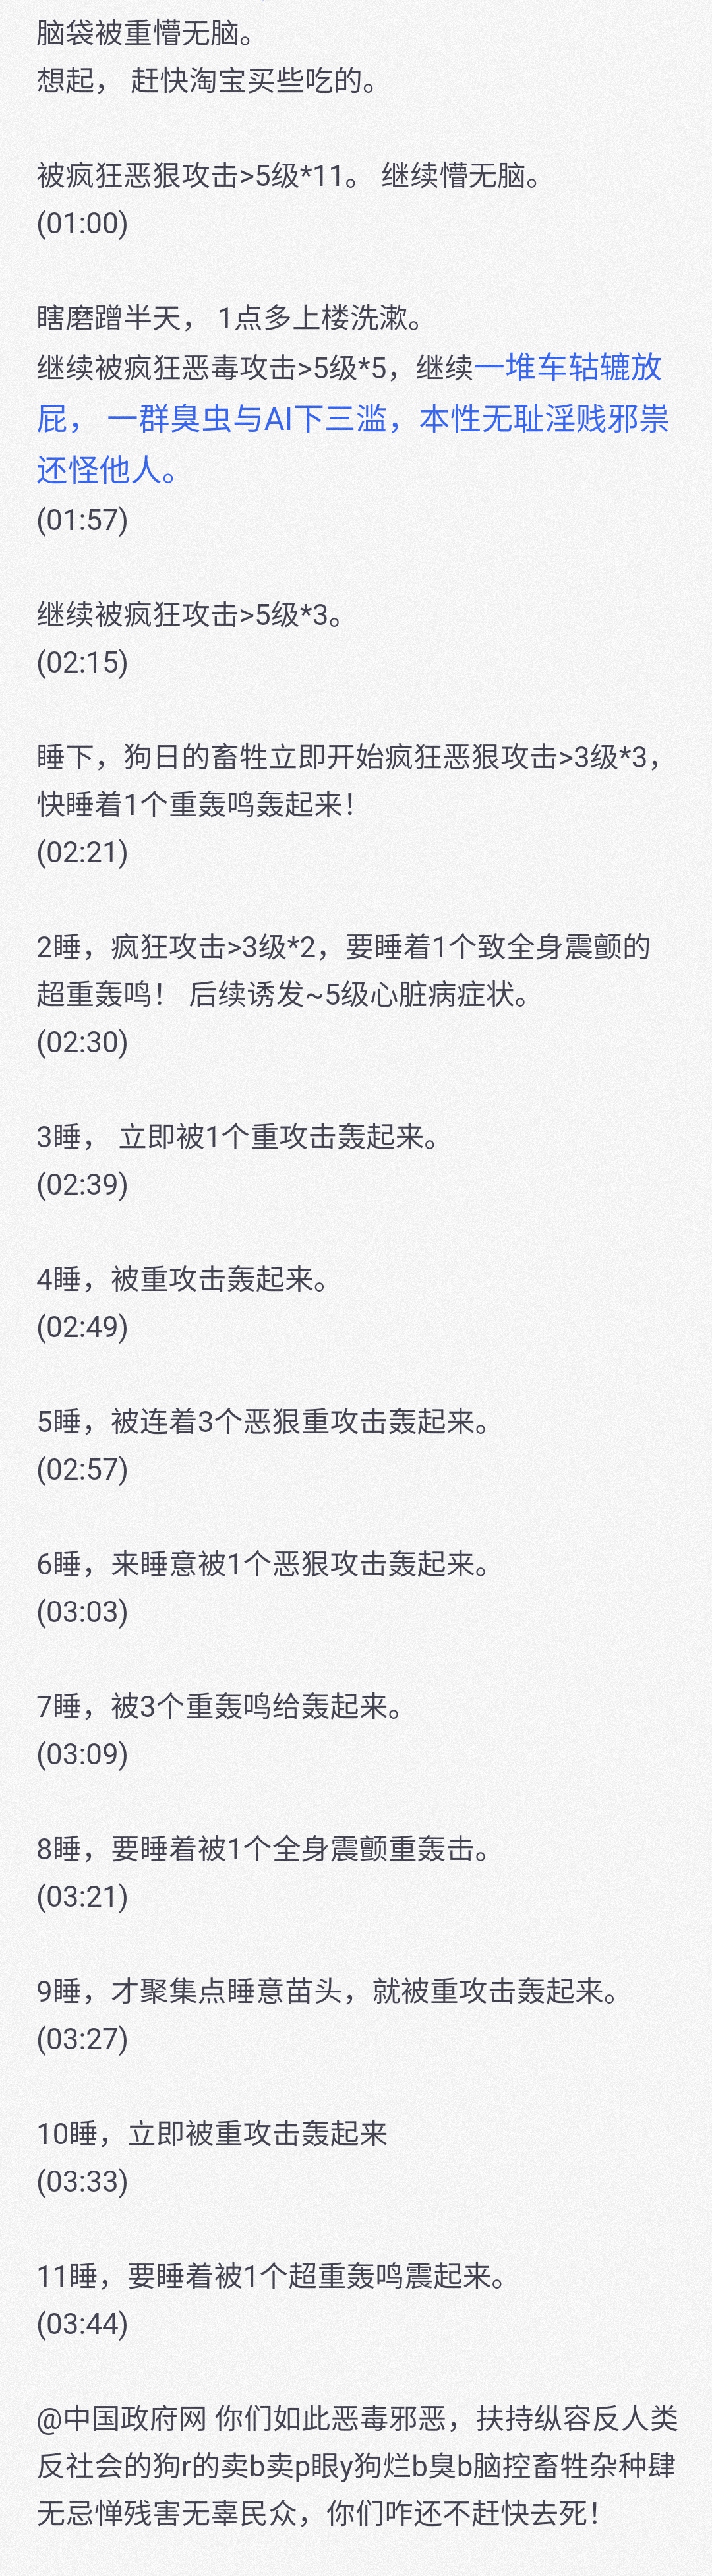 脑袋被重懵无脑。
想起， 赶快淘宝买些吃的。
被疯狂恶狠攻击>5级*11。 继续懵无脑。
(01:00)
瞎磨蹭半天， 1点多上楼洗漱。
继续被疯狂恶毒攻击>5级*5，继续一堆车轱辘放
屁， 一群臭虫与AI下三滥，本性无耻淫贱邪祟
还怪他人。
(01:57)
继续被疯狂攻击>5级*3。
(02:15)
睡下，狗日的畜牲立即开始疯狂恶狠攻击>3级*3，
快睡着1个重轰鸣轰起来！
(02:21)
2睡，疯狂攻击>3级*2，要睡着1个致全身震颤的
超重轰鸣！ 后续诱发~5级心脏病症状。
(02:30)
3睡， 立即被1个重攻击轰起来。
(02:39)
4睡，被重攻击轰起来。
(02:49)
5睡，被连着3个恶狠重攻击轰起来。
(02:57)
6睡，来睡意被1个恶狠攻击轰起来。
(03:03)
7睡，被3个重轰鸣给轰起来。
(03:09)
8睡，要睡着被1个全身震颤重轰击。
(03:21)
9睡，才聚集点睡意苗头，就被重攻击轰起来。
(03:27)
10睡，立即被重攻击轰起来
(03:33)
11睡，要睡着被1个超重轰鸣震起来。
(03:44)
@中国政府网 你们如此恶毒邪恶，扶持纵容反人类
反社会的狗r的卖b卖p眼y狗烂b臭b脑控畜牲杂种肆
无忌惮残害无辜民众，你们咋还不赶快去死！